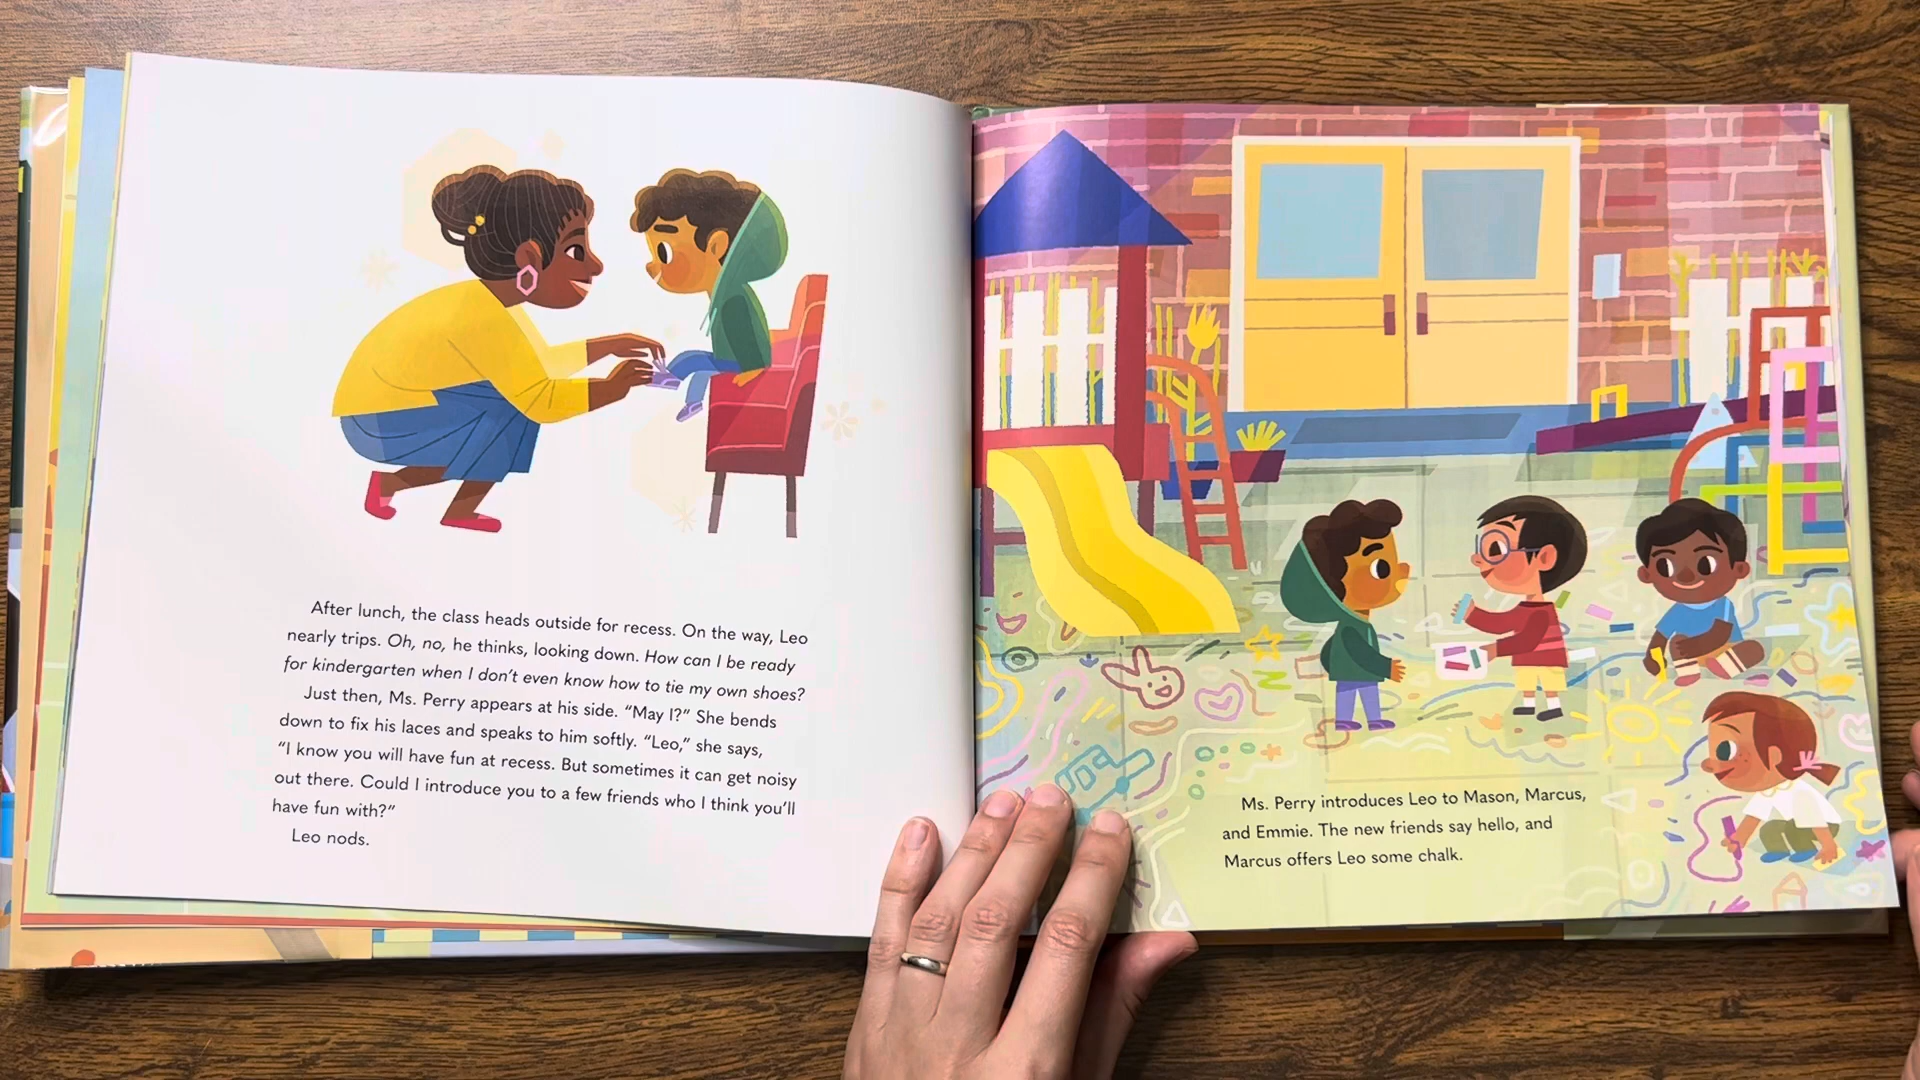 After lunch, the class heads outside for recess. On the way, Leo
nearly trips. Oh, no, he thinks, looking down. How can I be ready
for kindergarten when I don’t even know how to tie my own shoes?
Just then, Ms. Perry appears at his side. “May I?” She bends
down to fix his laces and speaks to him softly. “Leo,” she says,
“I know you will have fun at recess. But sometimes it can get noisy
out there. Could I introduce you to a few friends who I think you’ll
have fun with?”
Leo nods.
Ms. Perry introduces Leo to Mason, Marcus,
and Emmie. The new friends say hello, and
Marcus offers Leo some chalk.